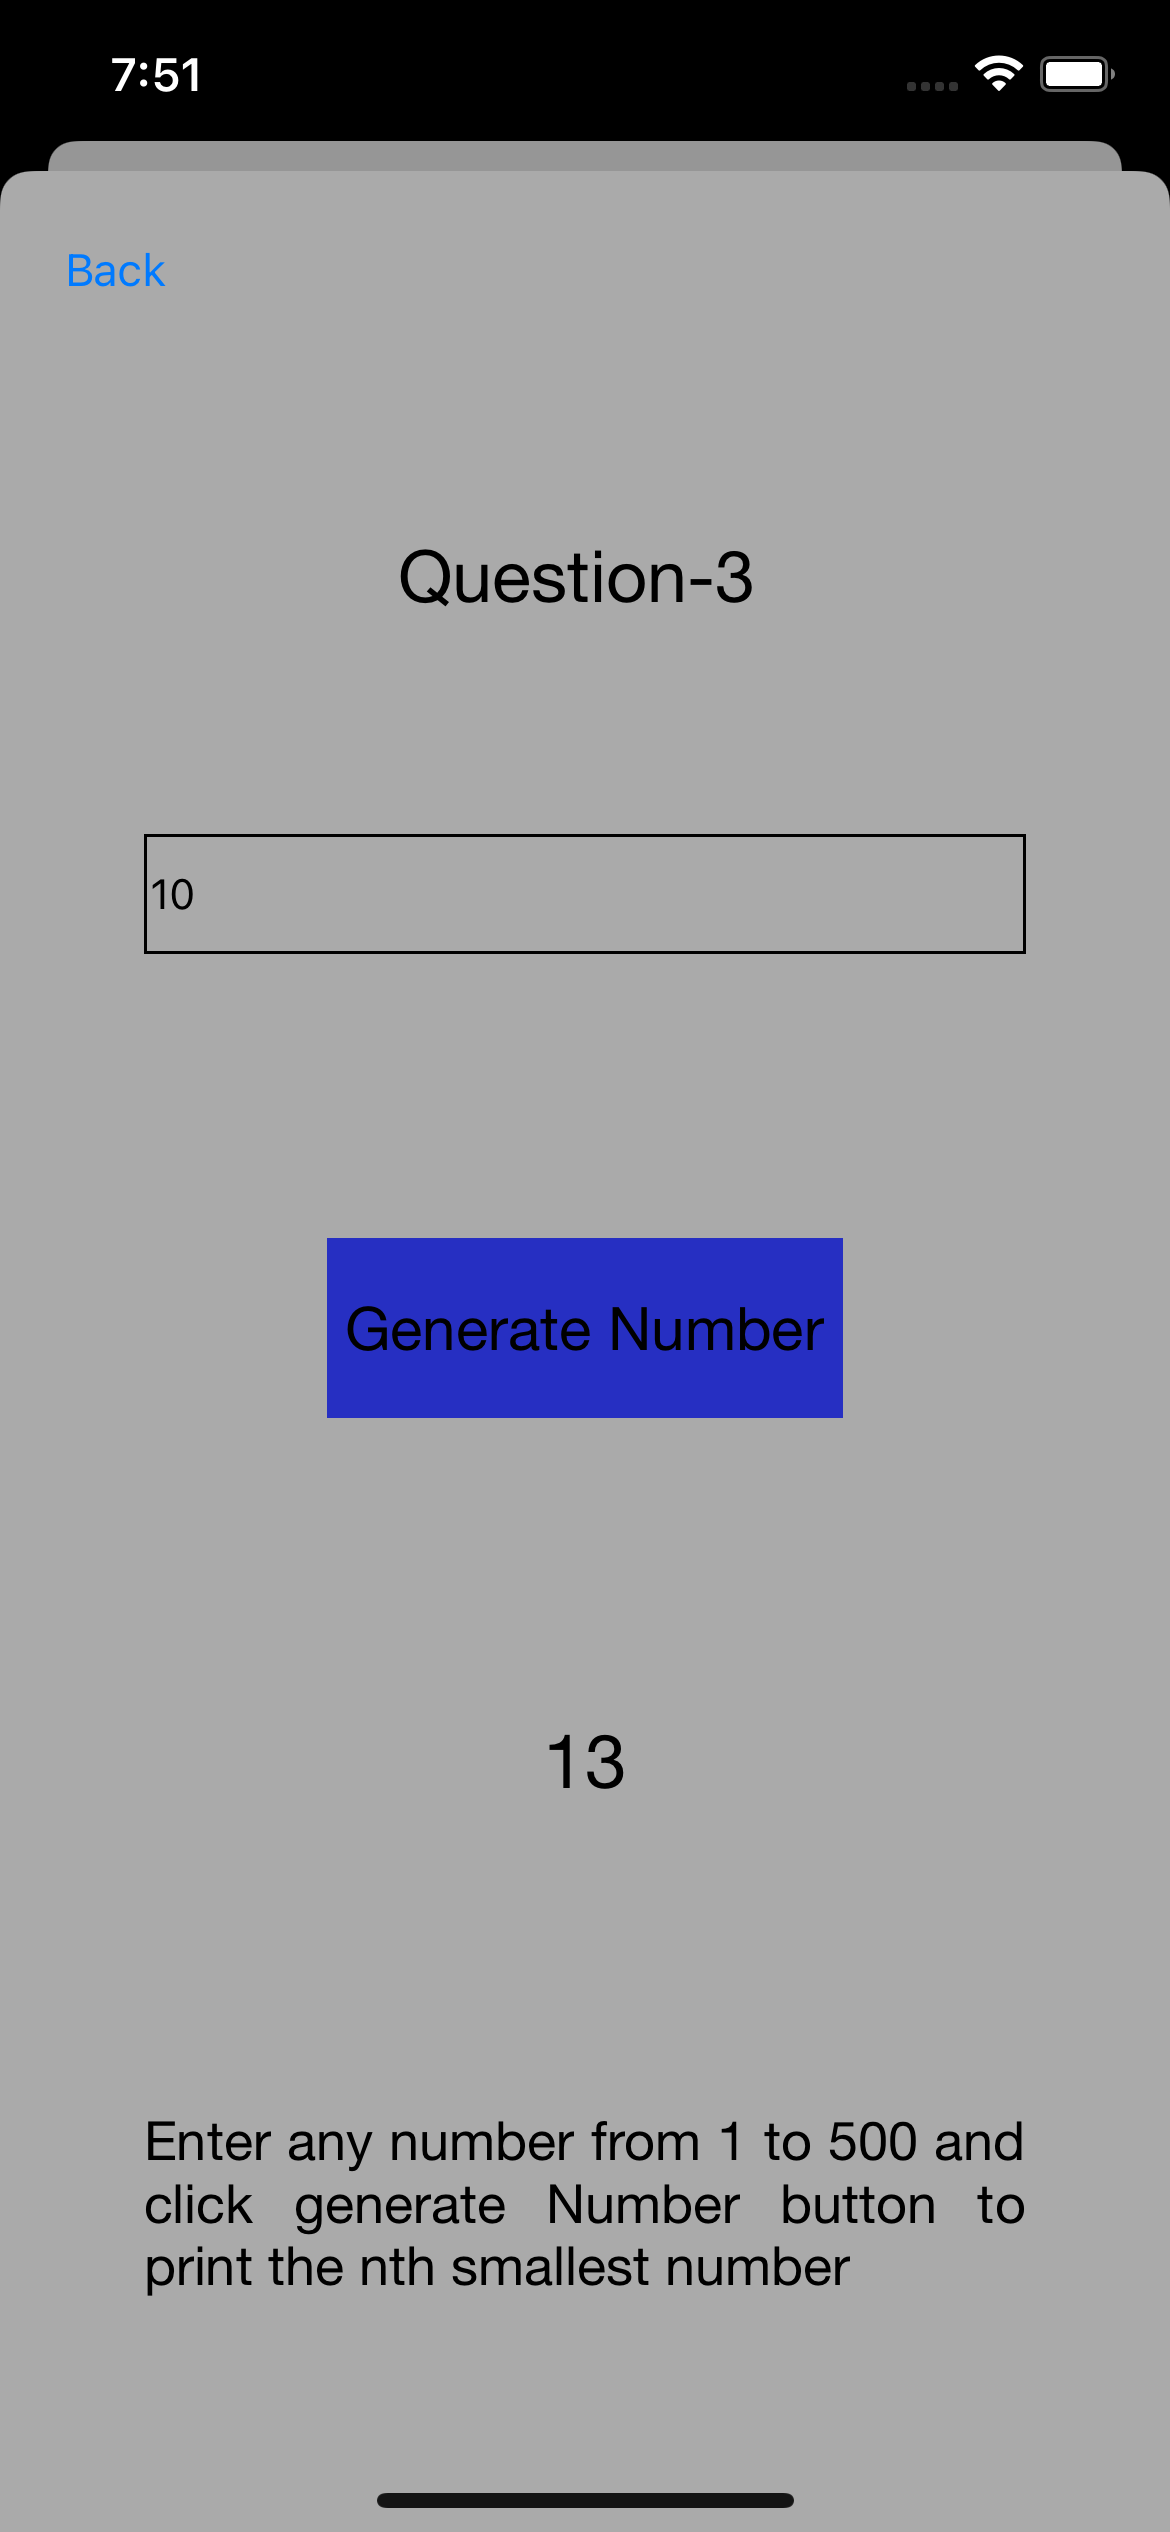 7:51
Back
Question-3
10
Generate Number
13
Enter any number from 1 to 500 and
click generate Number button to
print the nth smallest number